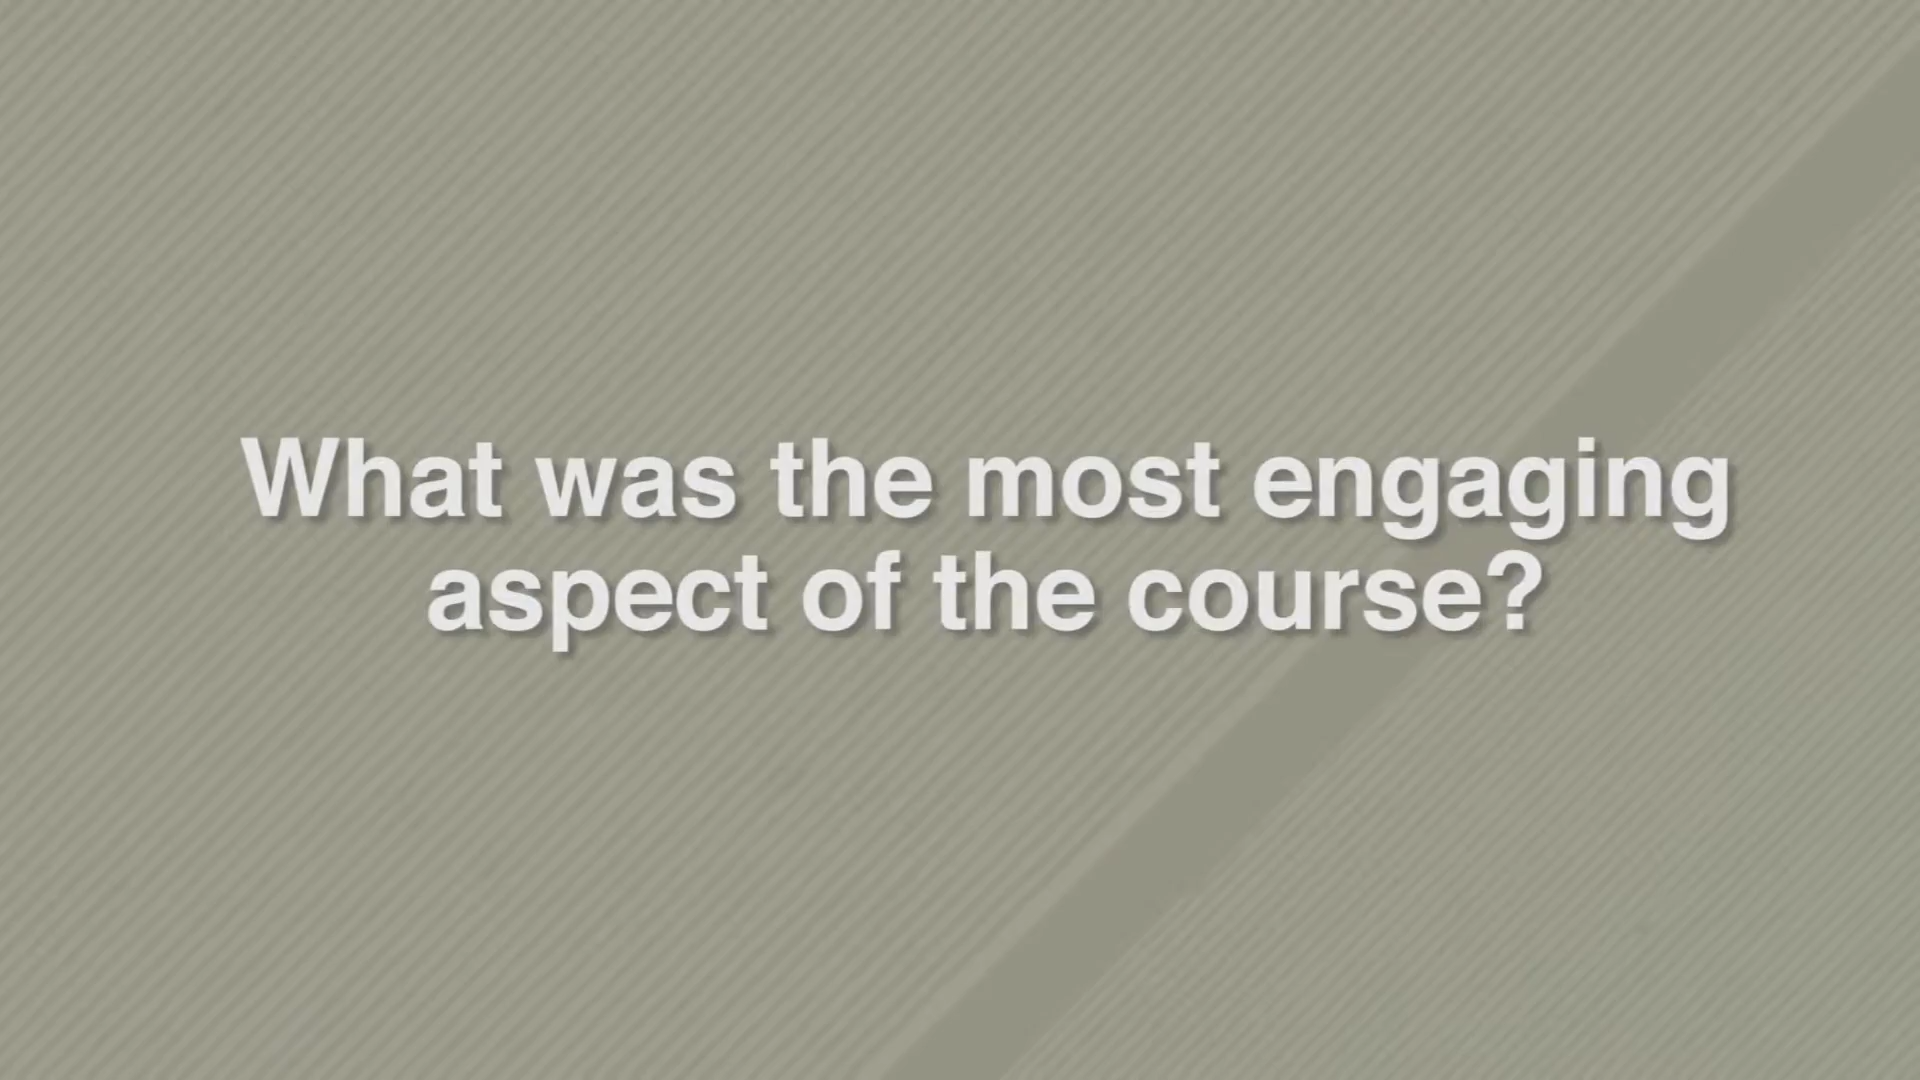 What was the most engaging
aspect of the course?